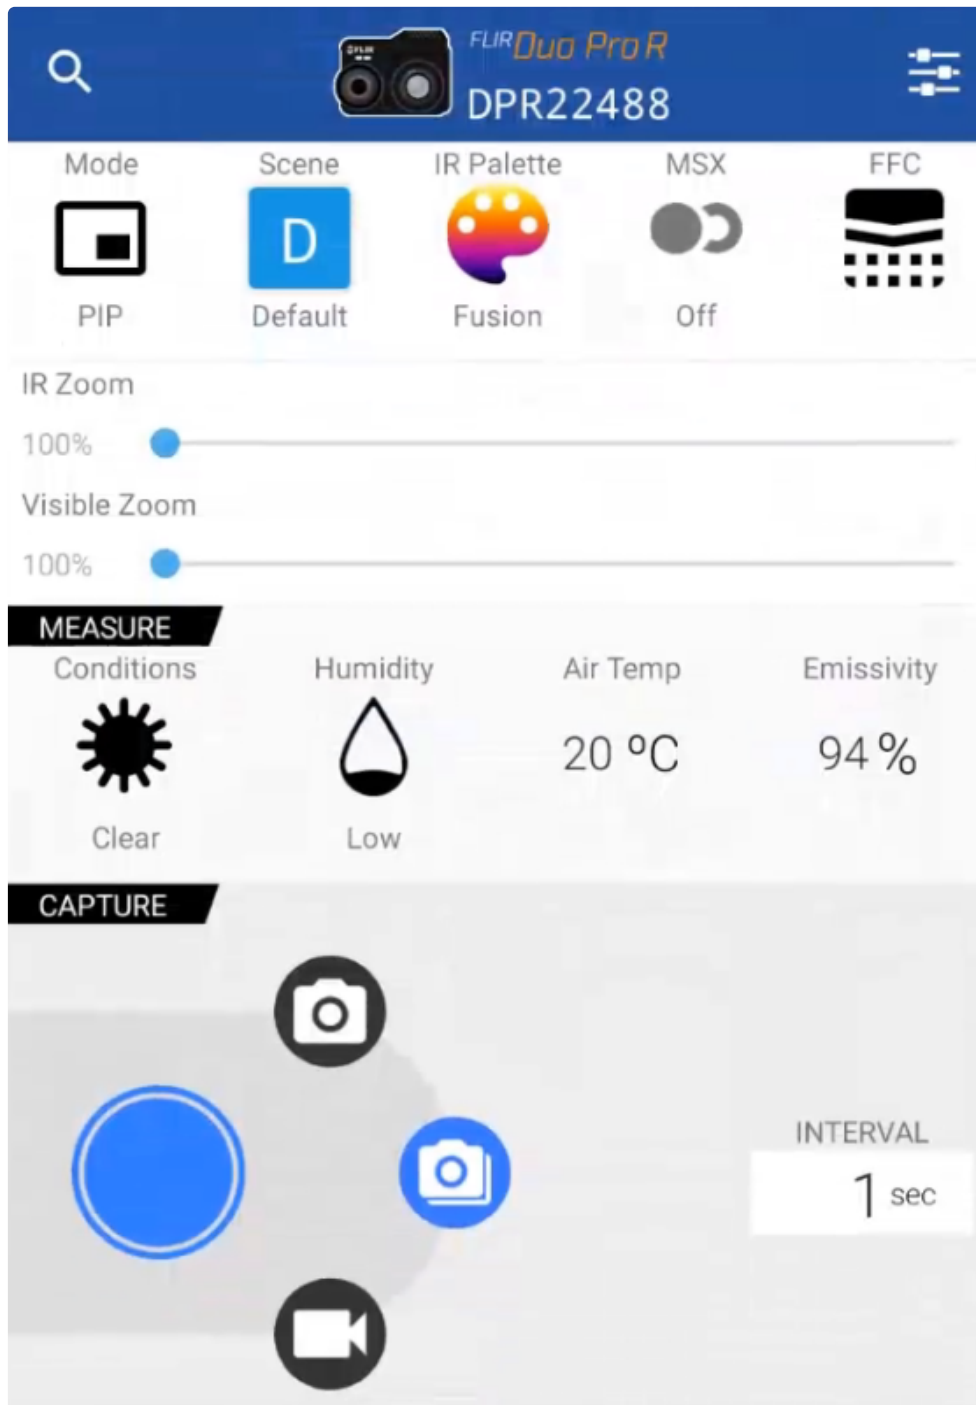 FLIR Duo Pro R
DPR22488
Mode Scene IR Palette MSX FFC
D
PIP Default Fusion Off
IR Zoom
100%
Visible Zoom
100%
MEASURE
Conditions Humidity Air Temp Emissivity
20 ºC 94 %
Clear Low
CAPTURE
INTERVAL
1 sec